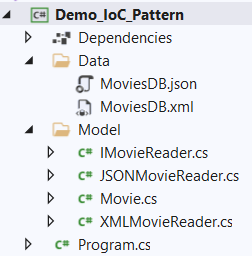 C# Demo_IoC_Pattern
Dependencies
Data
MoviesDB.json
MoviesDB.xml
Model
C# IMovieReader.cs
C# JSONMovieReader.cs
C# Movie.cs
C# XMLMovieReader.cs
C# Program.cs